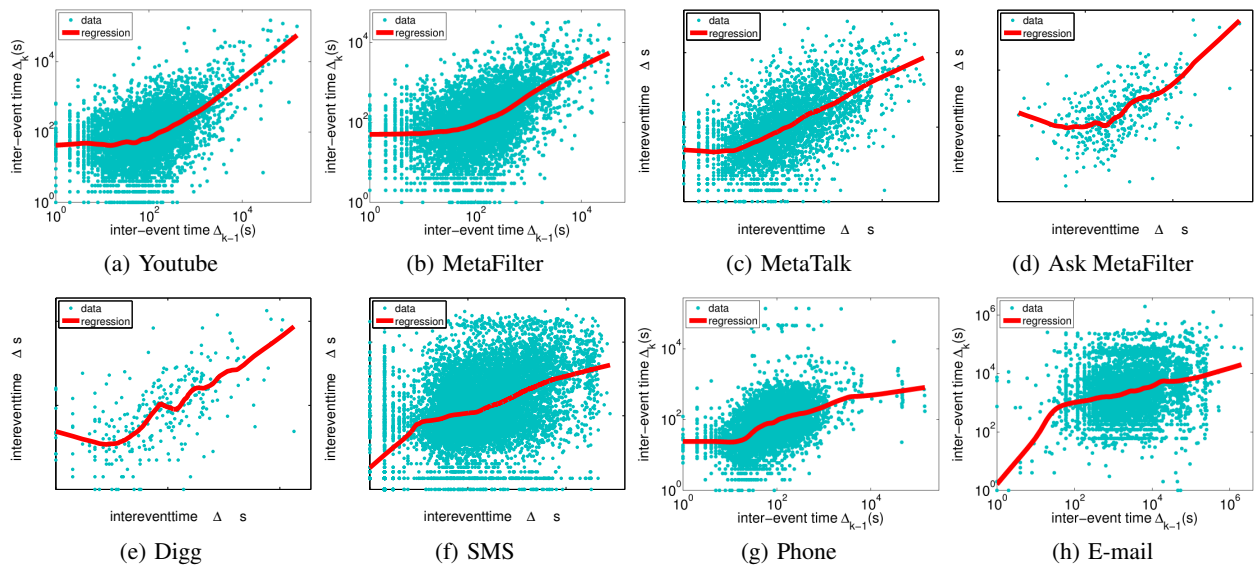 data
regression
inter-event time Δk(s)
10^4
10^2
10^0
10^0 10^2 10^4
inter-event time Δk-1(s)
(a) Youtube
data
regression
inter-event time Δk(s)
10^4
10^2
10^0
10^0 10^2 10^4
inter-event time Δk-1(s)
(b) MetaFilter
data
regression
intereventtime Δ s
intereventtime Δ s
(c) MetaTalk
data
regression
intereventtime Δ s
intereventtime Δ s
(d) Ask MetaFilter
data
regression
intereventtime Δ s
intereventtime Δ s
(e) Digg
data
regression
intereventtime Δ s
intereventtime Δ s
(f) SMS
data
regression
inter-event time Δk(s)
10^4
10^2
10^0
10^0 10^2 10^4
inter-event time Δk-1(s)
(g) Phone
data
regression
inter-event time Δk(s)
10^6
10^4
10^2
10^0
10^0 10^2 10^4 10^6
inter-event time Δk-1(s)
(h) E-mail